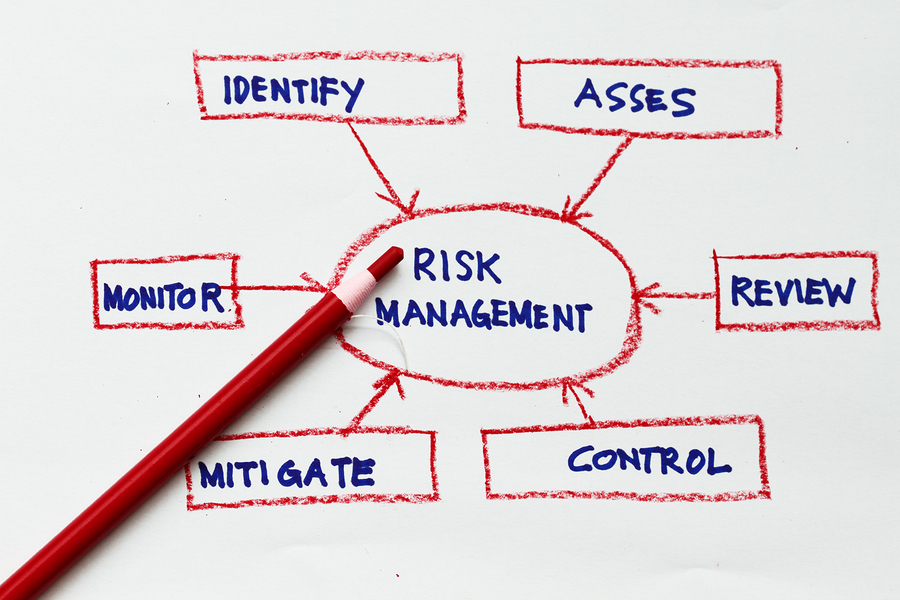 IDENTIFY
ASSES
RISK
MANAGEMENT
MONITOR
REVIEW
MITIGATE
CONTROL